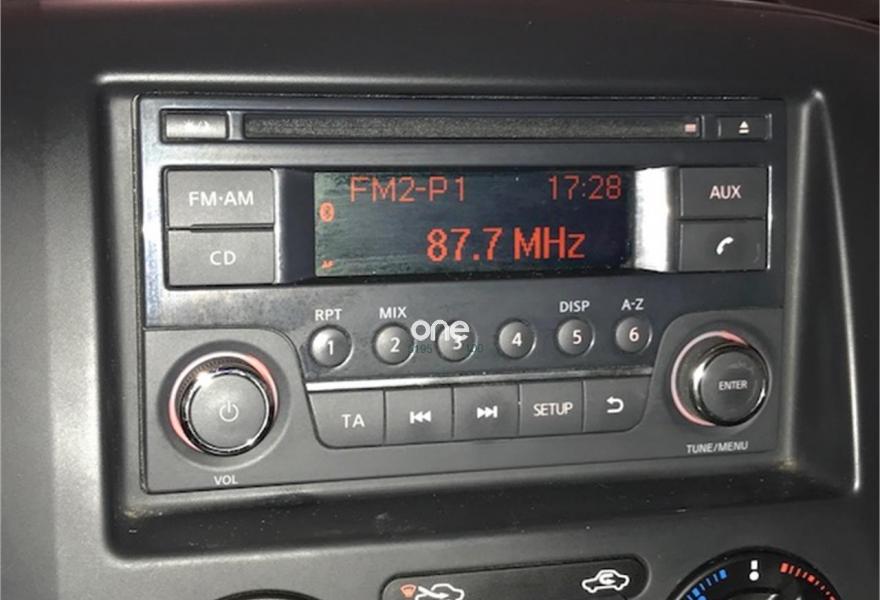 FM2-P1 17:28
FM·AM
AUX
87.7 MHz
AF
CD
RPT MIX DISP A-Z
1 2 3 4 5 6
one
ENTER
TA SETUP
TUNE/MENU
VOL